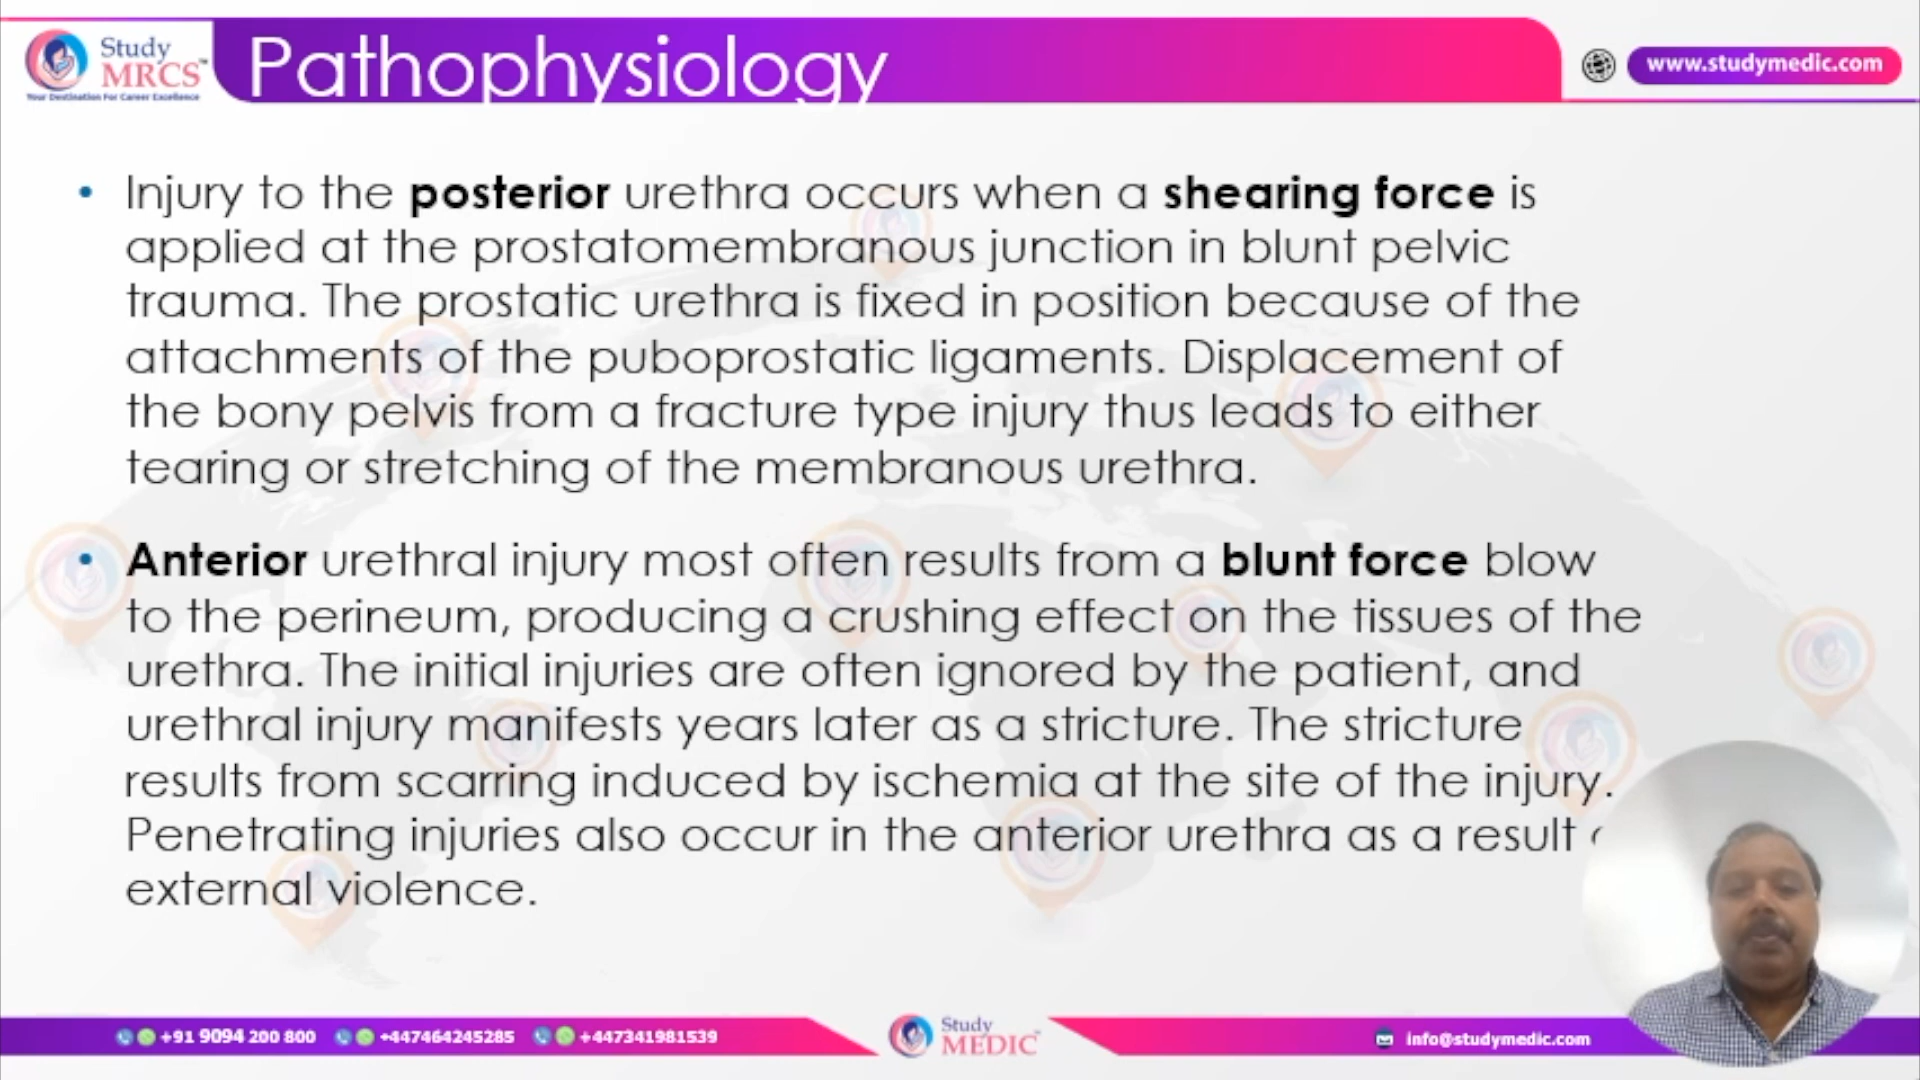 Study
MRCS™
Your Destination For Career Excellence
Pathophysiology
www.studymedic.com
• Injury to the posterior urethra occurs when a shearing force is
applied at the prostatomembranous junction in blunt pelvic
trauma. The prostatic urethra is fixed in position because of the
attachments of the puboprostatic ligaments. Displacement of
the bony pelvis from a fracture type injury thus leads to either
tearing or stretching of the membranous urethra.
• Anterior urethral injury most often results from a blunt force blow
to the perineum, producing a crushing effect on the tissues of the
urethra. The initial injuries are often ignored by the patient, and
urethral injury manifests years later as a stricture. The stricture
results from scarring induced by ischemia at the site of the injury.
Penetrating injuries also occur in the anterior urethra as a result
external violence.
+91 9094 200 800 +447464245285 +447341981539
Study
MEDIC™
info@studymedic.com